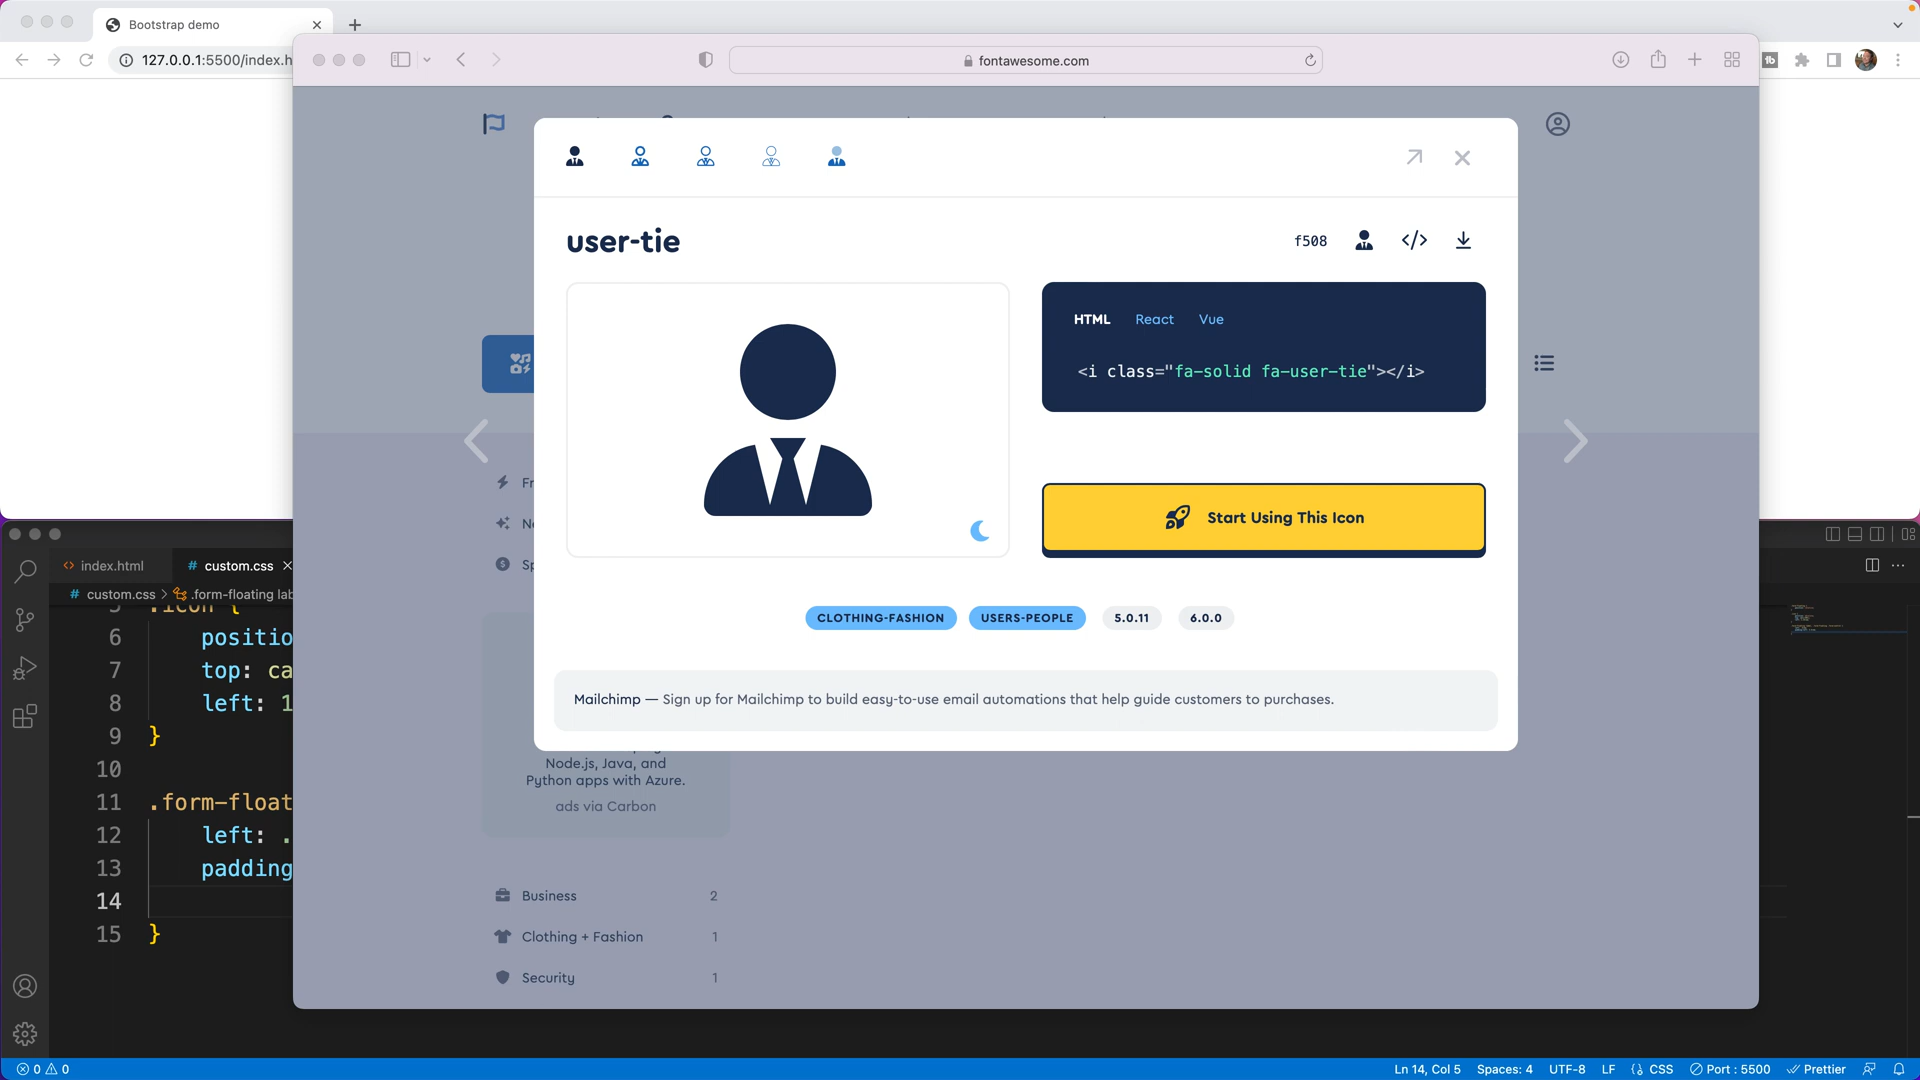 Bootstrap demo
127.0.0.1:5500/index.h
fontawesome.com
user-tie
f508
HTML React Vue
<i class="fa-solid fa-user-tie"></i>
Start Using This Icon
Fr
Ne
Sp
CLOTHING-FASHION USERS-PEOPLE 5.0.11 6.0.0
Mailchimp — Sign up for Mailchimp to build easy-to-use email automations that help guide customers to purchases.
Node.js, Java, and
Python apps with Azure.
ads via Carbon
Business 2
Clothing + Fashion 1
Security 1
index.html custom.css
# custom.css > .form-floating lab
5 .icon {
6 positio
7 top: ca
8 left: 1
9 }
10
11 .form-float
12 left: .
13 padding
14
15 }
0 0 Ln 14, Col 5 Spaces: 4 UTF-8 LF {} CSS Port : 5500 Prettier